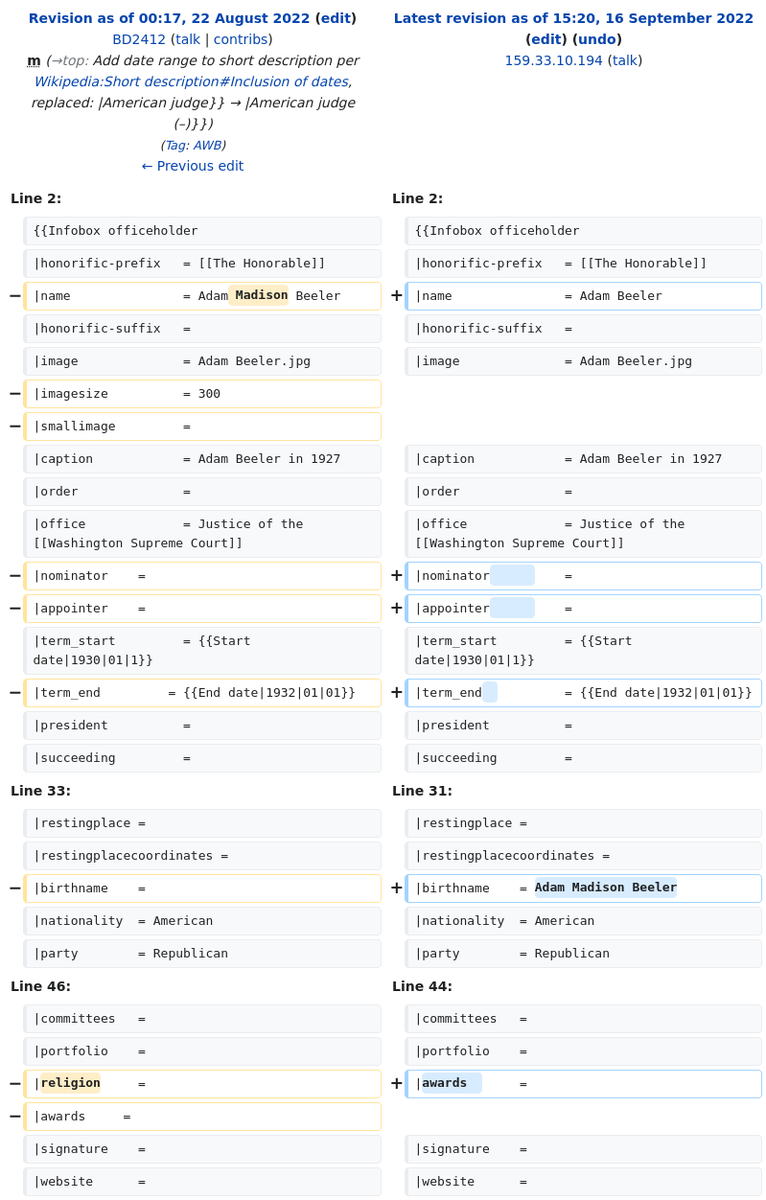 Revision as of 00:17, 22 August 2022 (edit)
BD2412 (talk | contribs)
m (→top: Add date range to short description per
Wikipedia:Short description#Inclusion of dates,
replaced: |American judge}} → |American judge
(–)}})
(Tag: AWB)
← Previous edit
Latest revision as of 15:20, 16 September 2022
(edit) (undo)
159.33.10.194 (talk)
Line 2:
Line 2:
{{Infobox officeholder
{{Infobox officeholder
|honorific-prefix   = [[The Honorable]]
|honorific-prefix   = [[The Honorable]]
− |name               = Adam Madison Beeler
+ |name               = Adam Beeler
|honorific-suffix   =
|honorific-suffix   =
|image              = Adam Beeler.jpg
|image              = Adam Beeler.jpg
− |imagesize          = 300
− |smallimage         =
|caption            = Adam Beeler in 1927
|caption            = Adam Beeler in 1927
|order              =
|order              =
|office             = Justice of the
[[Washington Supreme Court]]
|office             = Justice of the
[[Washington Supreme Court]]
− |nominator    =
+ |nominator          =
− |appointer    =
+ |appointer          =
|term_start         = {{Start
date|1930|01|1}}
|term_start         = {{Start
date|1930|01|1}}
− |term_end         = {{End date|1932|01|01}}
+ |term_end           = {{End date|1932|01|01}}
|president          =
|president          =
|succeeding         =
|succeeding         =
Line 33:
Line 31:
|restingplace =
|restingplace =
|restingplacecoordinates =
|restingplacecoordinates =
− |birthname    =
+ |birthname    = Adam Madison Beeler
|nationality  = American
|nationality  = American
|party        = Republican
|party        = Republican
Line 46:
Line 44:
|committees   =
|committees   =
|portfolio    =
|portfolio    =
− |religion     =
+ |awards       =
− |awards     =
|signature    =
|signature    =
|website      =
|website      =